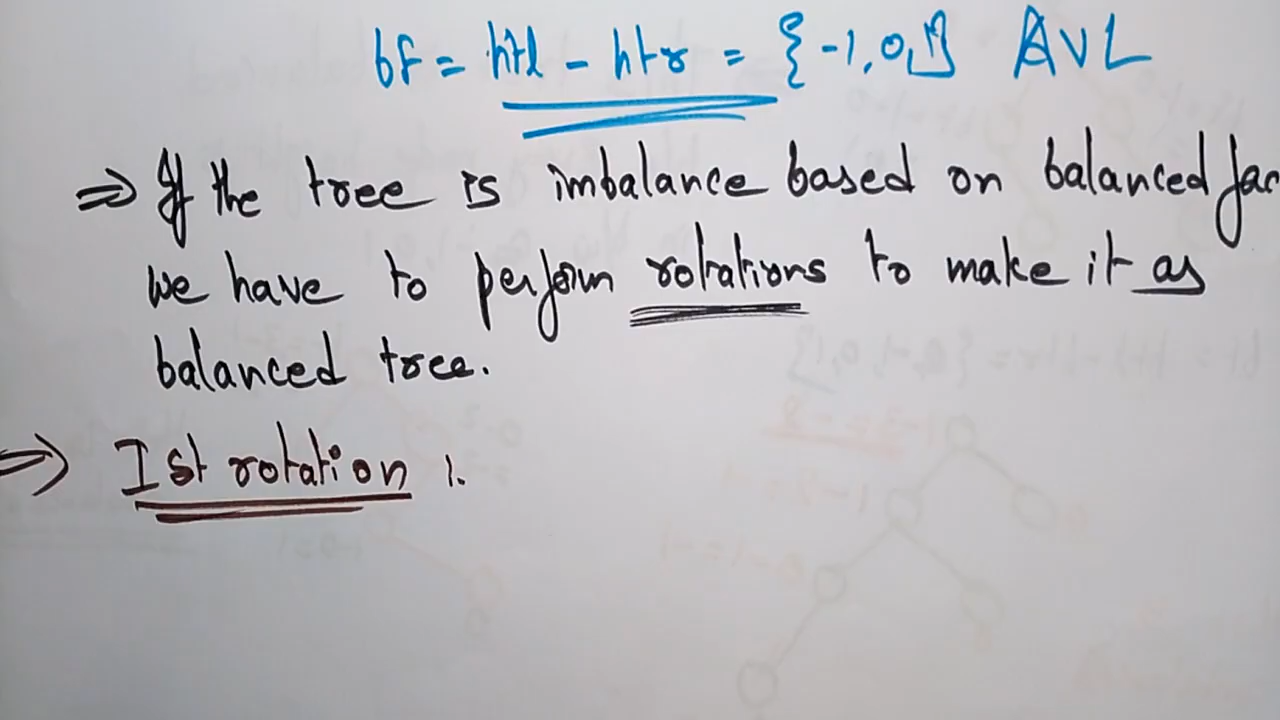 bf = htl - htr = {-1, 0, 1} AVL
⇒ If the tree is imbalance based on balanced fac
we have to perform rotations to make it as
balanced tree.
⇒ Ist rotation 1.